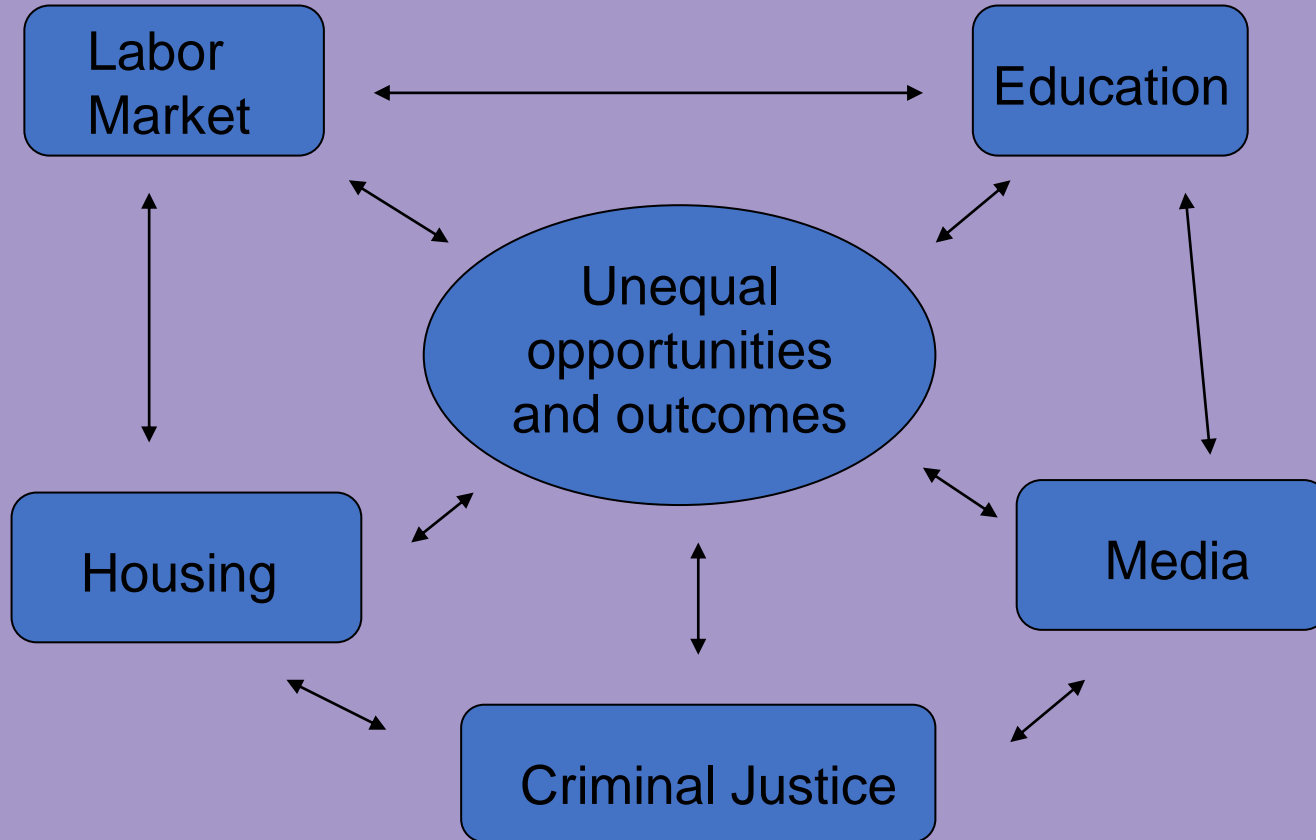 Labor
Market
Education
Unequal
opportunities
and outcomes
Housing
Media
Criminal Justice